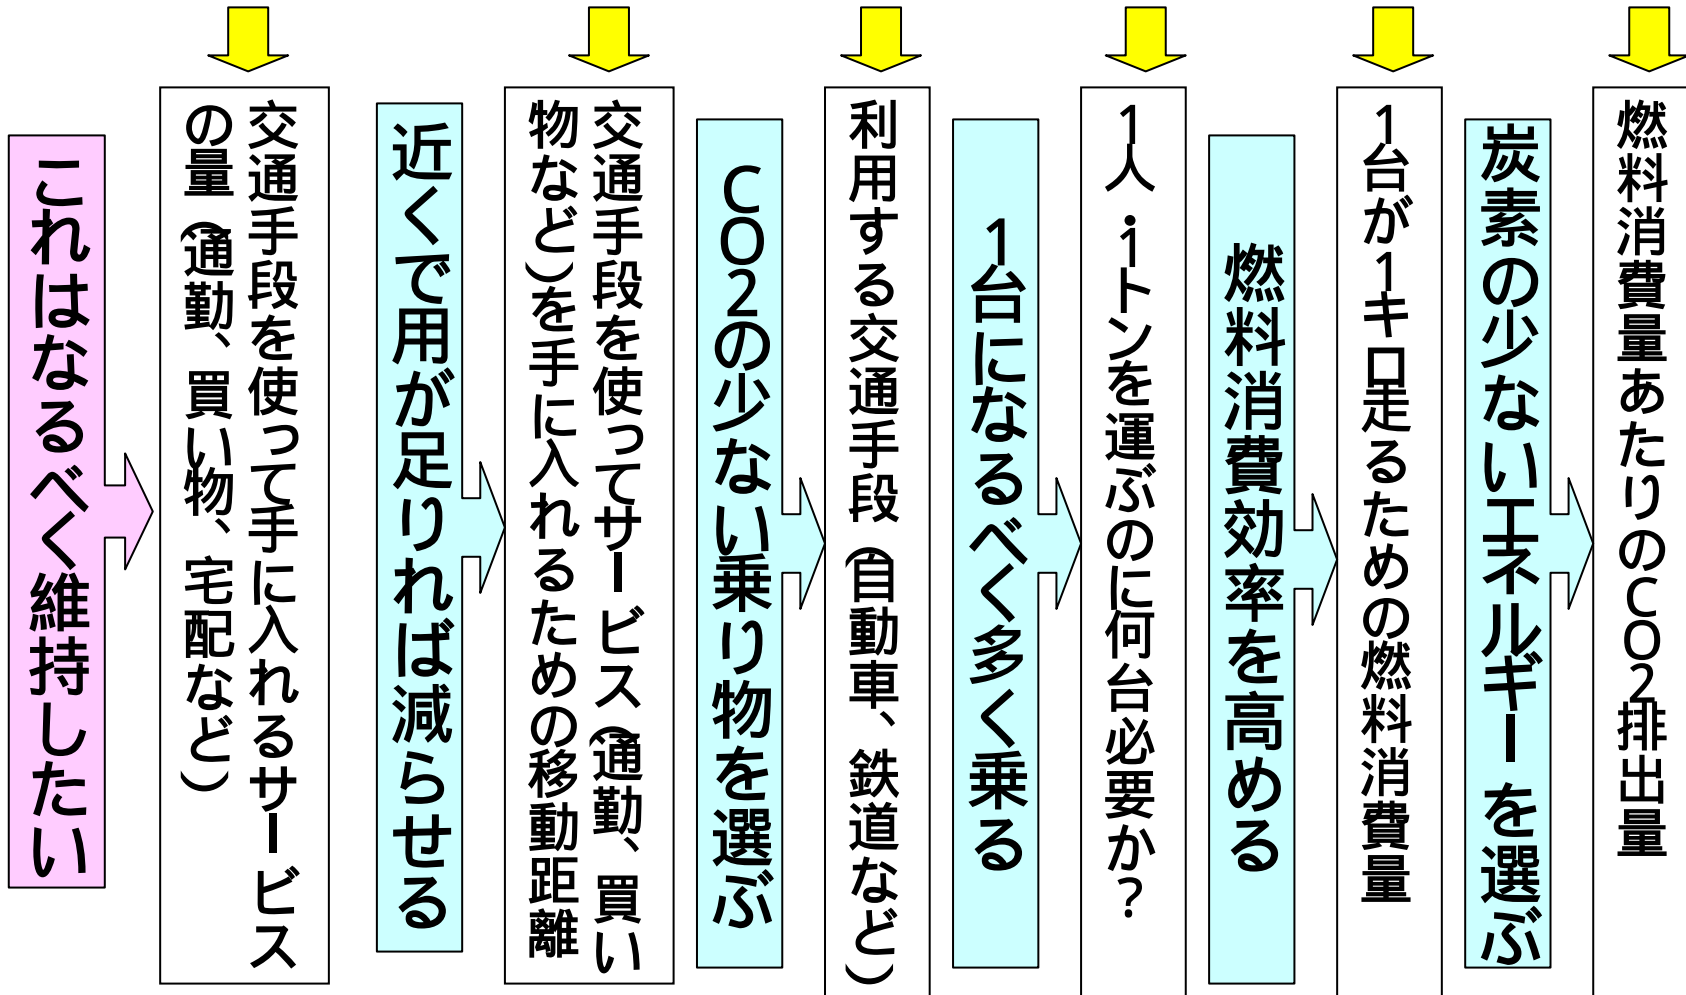 これはなるべく維持したい
交通手段を使って手に入れるサービス
の量（通勤、買い物、宅配など）
近くで用が足りれば減らせる
交通手段を使ってサービス（通勤、買い
物など）を手に入れるための移動距離
CO2の少ない乗り物を選ぶ
利用する交通手段（自動車、鉄道など）
1台になるべく多く乗る
1人・1トンを運ぶのに何台必要か？
燃料消費効率を高める
1台が1キロ走るための燃料消費量
炭素の少ないエネルギーを選ぶ
燃料消費量あたりのCO2排出量